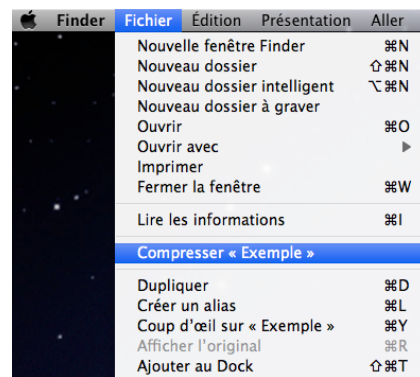 Finder Fichier Édition Présentation Aller
Nouvelle fenêtre Finder ⌘N
Nouveau dossier ⇧⌘N
Nouveau dossier intelligent ⌥⌘N
Nouveau dossier à graver
Ouvrir ⌘O
Ouvrir avec ▶
Imprimer
Fermer la fenêtre ⌘W
Lire les informations ⌘I
Compresser « Exemple »
Dupliquer ⌘D
Créer un alias ⌘L
Coup d’œil sur « Exemple » ⌘Y
Afficher l’original ⌘R
Ajouter au Dock ⇧⌘T